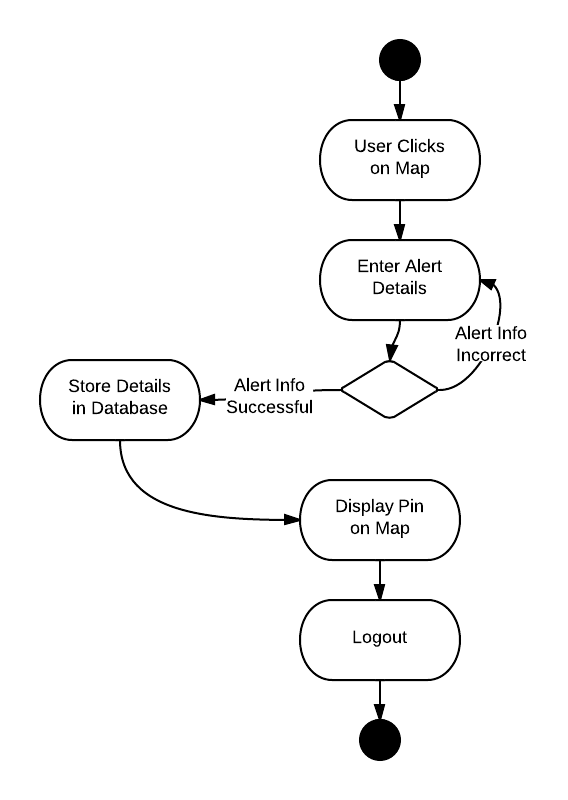 User Clicks
on Map
Enter Alert
Details
Alert Info
Incorrect
Alert Info
Successful
Store Details
in Database
Display Pin
on Map
Logout